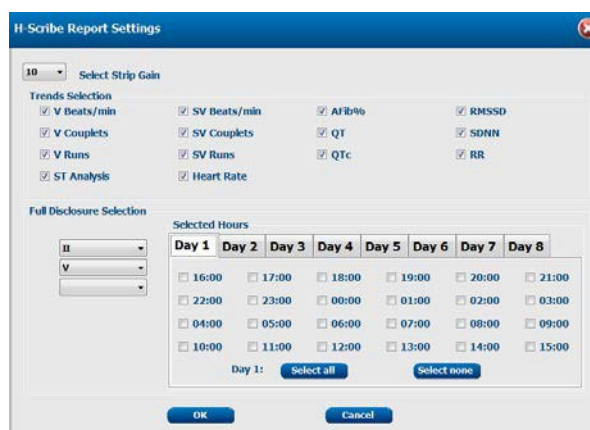 H-Scribe Report Settings
10 Select Strip Gain
Trends Selection
V Beats/min SV Beats/min AFib% RMSSD
V Couplets SV Couplets QT SDNN
V Runs SV Runs QTc RR
ST Analysis Heart Rate
Full Disclosure Selection
Selected Hours
II Day 1 Day 2 Day 3 Day 4 Day 5 Day 6 Day 7 Day 8
V
16:00 17:00 18:00 19:00 20:00 21:00
22:00 23:00 00:00 01:00 02:00 03:00
04:00 05:00 06:00 07:00 08:00 09:00
10:00 11:00 12:00 13:00 14:00 15:00
Day 1: Select all Select none
OK Cancel